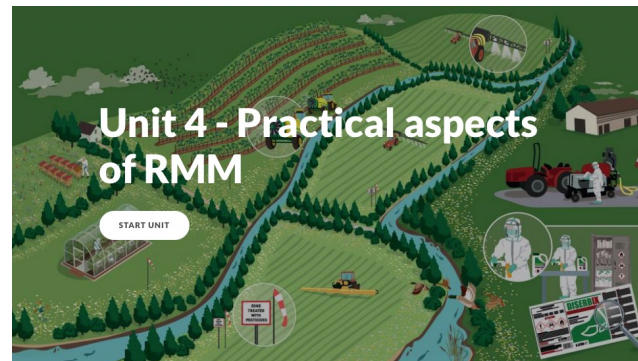 Unit 4 - Practical aspects
of RMM
START UNIT
ZONE
TREATED
WITH
PESTICIDES
DISERBIX